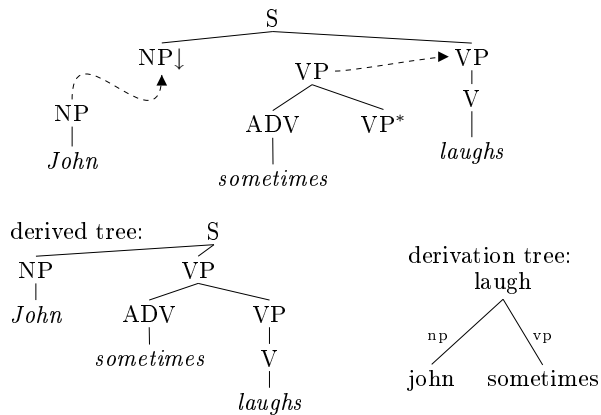 S
NP↓ VP VP
NP V
ADV VP*
John laughs
sometimes
derived tree: S
NP VP
John ADV VP
sometimes V
laughs
derivation tree:
laugh
np vp
john sometimes